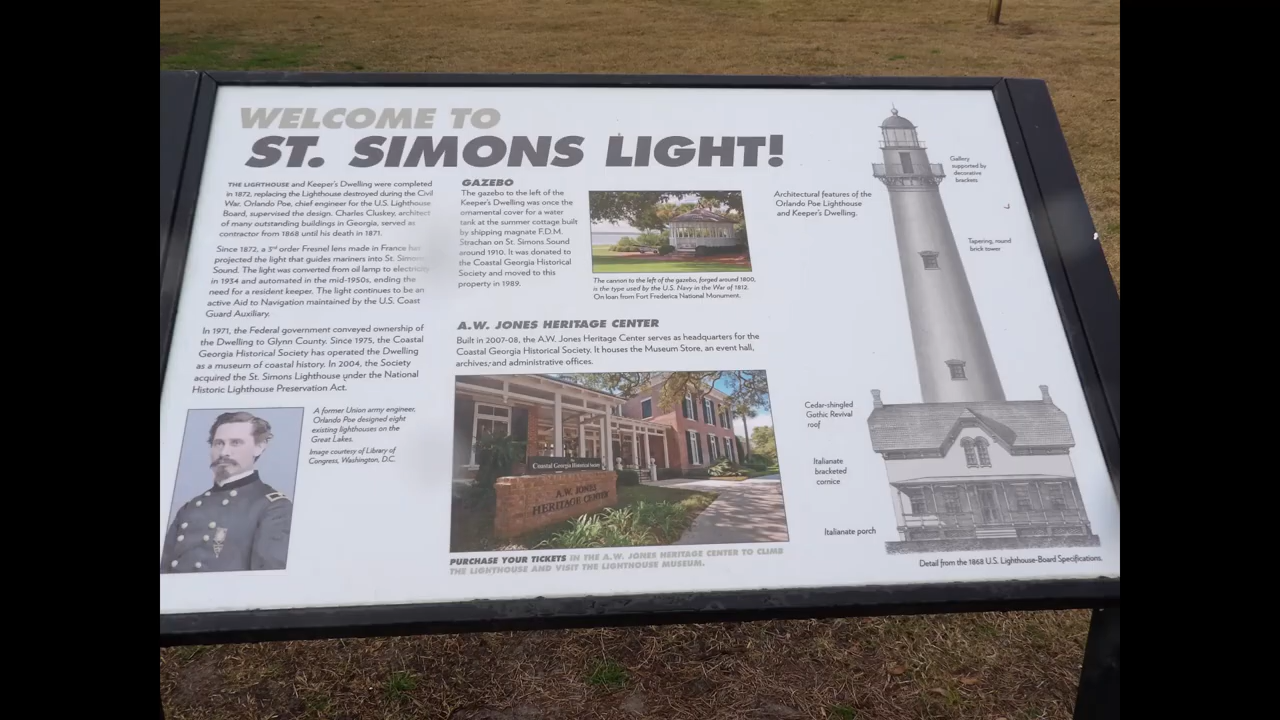 WELCOME TO
ST. SIMONS LIGHT!
THE LIGHTHOUSE and Keeper's Dwelling were completed
in 1872, replacing the Lighthouse destroyed during the Civil
War. Orlando Poe, chief engineer for the U.S. Lighthouse
Board, supervised the design. Charles Cluskey, architect
of many outstanding buildings in Georgia, served as
contractor from 1868 until his death in 1871.
Since 1872, a 3rd order Fresnel lens made in France has
projected the light that guides mariners into St. Simons
Sound. The light was converted from oil lamp to electricity
in 1934 and automated in the mid-1950s, ending the
need for a resident keeper. The light continues to be an
active Aid to Navigation maintained by the U.S. Coast
Guard Auxiliary.
In 1971, the Federal government conveyed ownership of
the Dwelling to Glynn County. Since 1975, the Coastal
Georgia Historical Society has operated the Dwelling
as a museum of coastal history. In 2004, the Society
acquired the St. Simons Lighthouse under the National
Historic Lighthouse Preservation Act.
A former Union army engineer,
Orlando Poe designed eight
existing lighthouses on the
Great Lakes.
Image courtesy of Library of
Congress, Washington, D.C.
GAZEBO
The gazebo to the left of the
Keeper's Dwelling was once the
ornamental cover for a water
tank at the summer cottage built
by shipping magnate F.D.M.
Strachan on St. Simons Sound
around 1910. It was donated to
the Coastal Georgia Historical
Society and moved to this
property in 1989.
The cannon to the left of the gazebo, forged around 1800,
is the type used by the U.S. Navy in the War of 1812.
On loan from Fort Frederica National Monument.
A.W. JONES HERITAGE CENTER
Built in 2007-08, the A.W. Jones Heritage Center serves as headquarters for the
Coastal Georgia Historical Society. It houses the Museum Store, an event hall,
archives, and administrative offices.
Coastal Georgia Historical Society
A.W. JONES
HERITAGE CENTER
PURCHASE YOUR TICKETS IN THE A.W. JONES HERITAGE CENTER TO CLIMB
THE LIGHTHOUSE AND VISIT THE LIGHTHOUSE MUSEUM.
Architectural features of the
Orlando Poe Lighthouse
and Keeper's Dwelling.
Gallery
supported by
decorative
brackets
Tapering, round
brick tower
Cedar-shingled
Gothic Revival
roof
Italianate
bracketed
cornice
Italianate porch
Detail from the 1868 U.S. Lighthouse-Board Specifications.